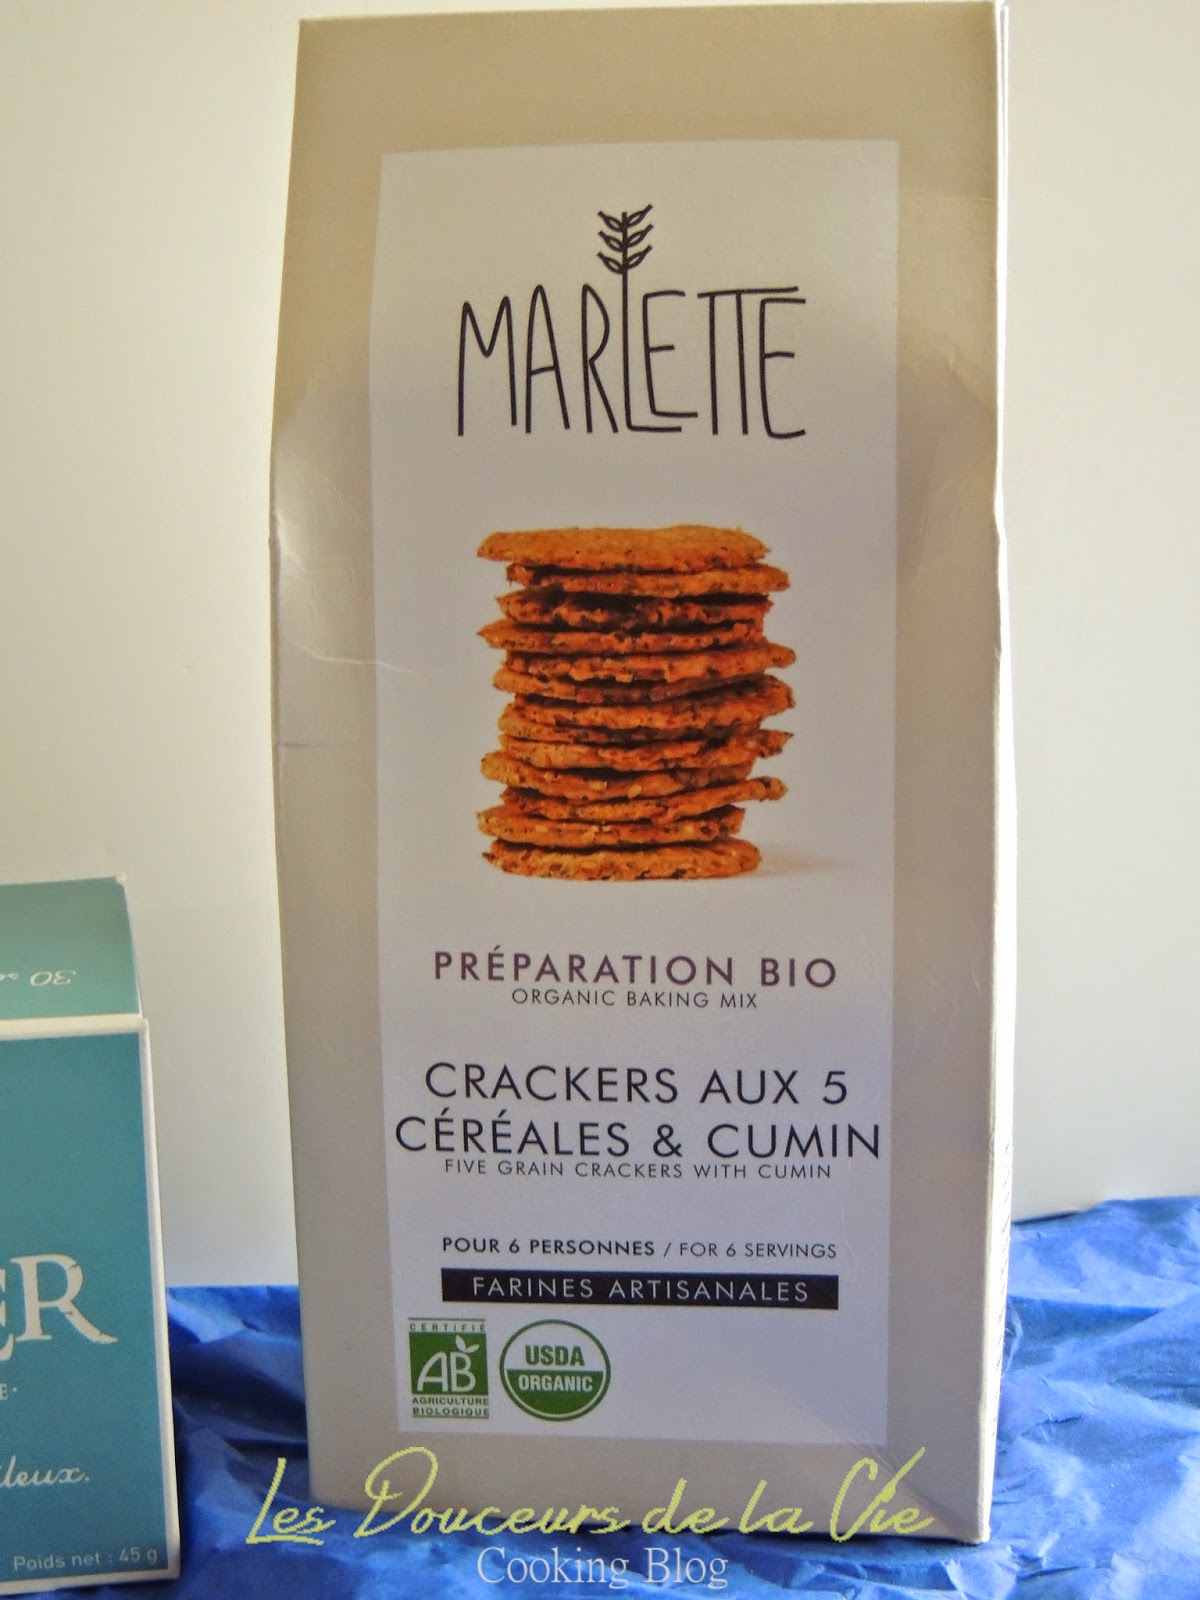 MARLETTE
PRÉPARATION BIO
ORGANIC BAKING MIX
CRACKERS AUX 5
CÉRÉALES & CUMIN
FIVE GRAIN CRACKERS WITH CUMIN
POUR 6 PERSONNES / FOR 6 SERVINGS
FARINES ARTISANALES
CERTIFIÉ
AB
AGRICULTURE
BIOLOGIQUE
USDA
ORGANIC
30
Poids net : 45 g
Les Douceurs de la Vie
Cooking Blog